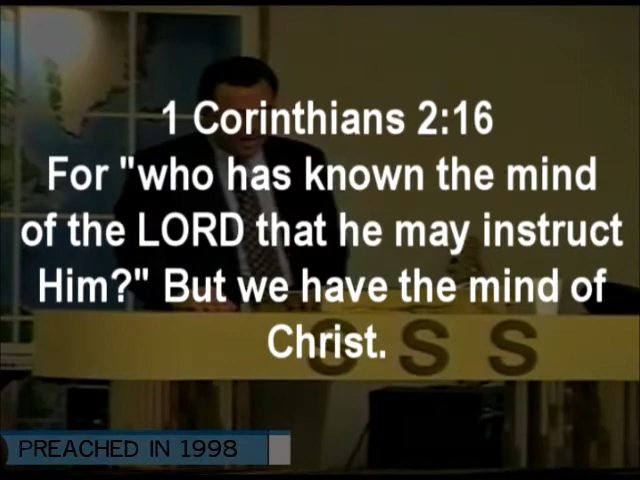 1 Corinthians 2:16
For "who has known the mind
of the LORD that he may instruct
Him?" But we have the mind of
Christ.
S S
PREACHED IN 1998